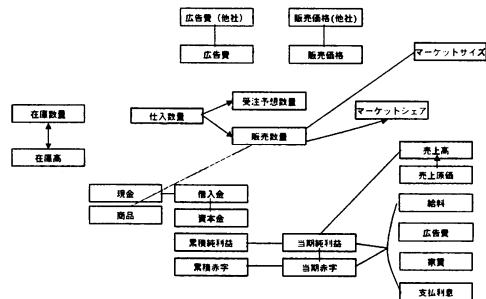 広告費（他社）
販売価格(他社)
広告費
販売価格
マーケットサイズ
受注予想数量
マーケットシェア
在庫数量
仕入数量
販売数量
在庫高
売上高
売上原価
現金
借入金
給料
商品
資本金
広告費
累積純利益
当期純利益
家賃
累積赤字
当期赤字
支払利息